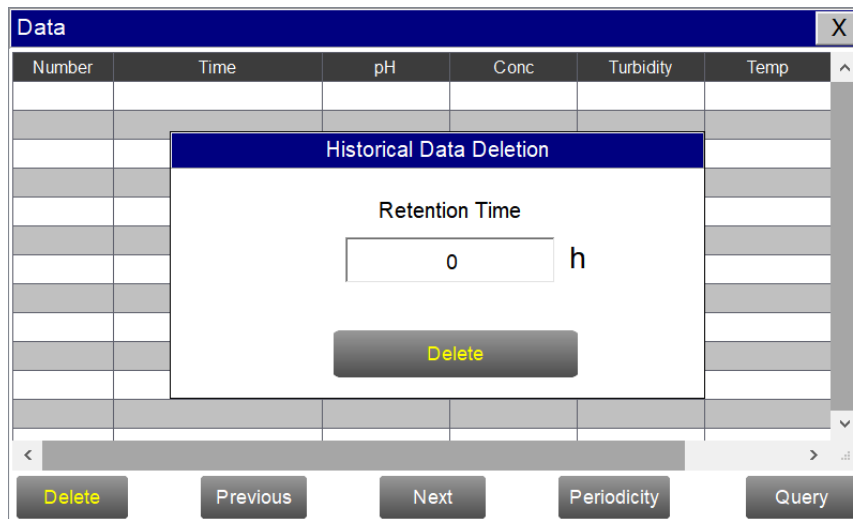 Data X
Number Time pH Conc Turbidity Temp
Historical Data Deletion
Retention Time
0 h
Delete
Delete Previous Next Periodicity Query